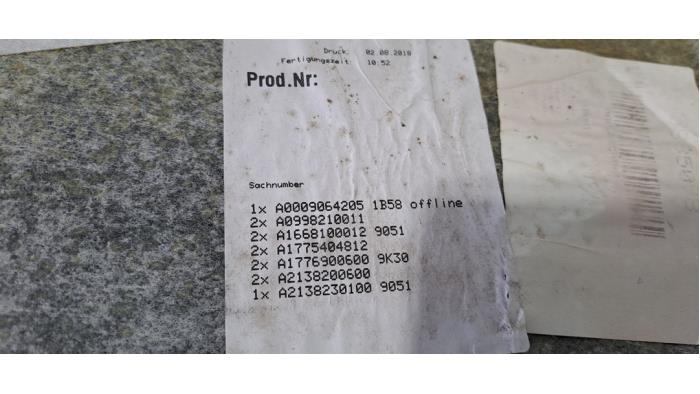 Druck: 02.08.2019
Fertigungszeit: 10:52
Prod.Nr:
Sachnumber
1x A0009064205 1B58 offline
2x A0998210011
2x A1668100012 9051
2x A1775404812
2x A1776900600 9K30
2x A2138200600
1x A2138230100 9051